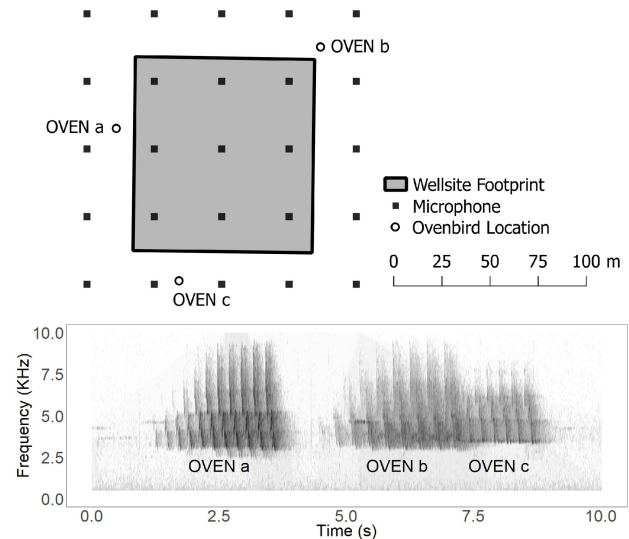 OVEN b
OVEN a
Wellsite Footprint
Microphone
Ovenbird Location
0 25 50 75 100 m
OVEN c
10.0
7.5
5.0
2.5
0.0
Frequency (KHz)
OVEN a OVEN b OVEN c
0.0 2.5 5.0 7.5 10.0
Time (s)